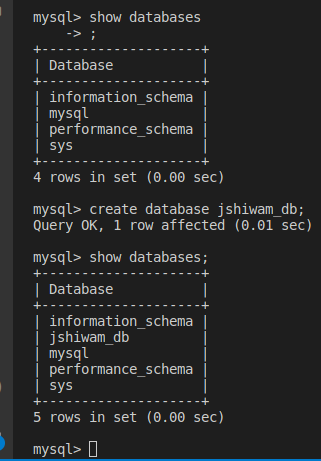 mysql> show databases
    -> ;
+--------------------+
| Database           |
+--------------------+
| information_schema |
| mysql              |
| performance_schema |
| sys                |
+--------------------+
4 rows in set (0.00 sec)

mysql> create database jshiwam_db;
Query OK, 1 row affected (0.01 sec)

mysql> show databases;
+--------------------+
| Database           |
+--------------------+
| information_schema |
| jshiwam_db         |
| mysql              |
| performance_schema |
| sys                |
+--------------------+
5 rows in set (0.00 sec)

mysql>